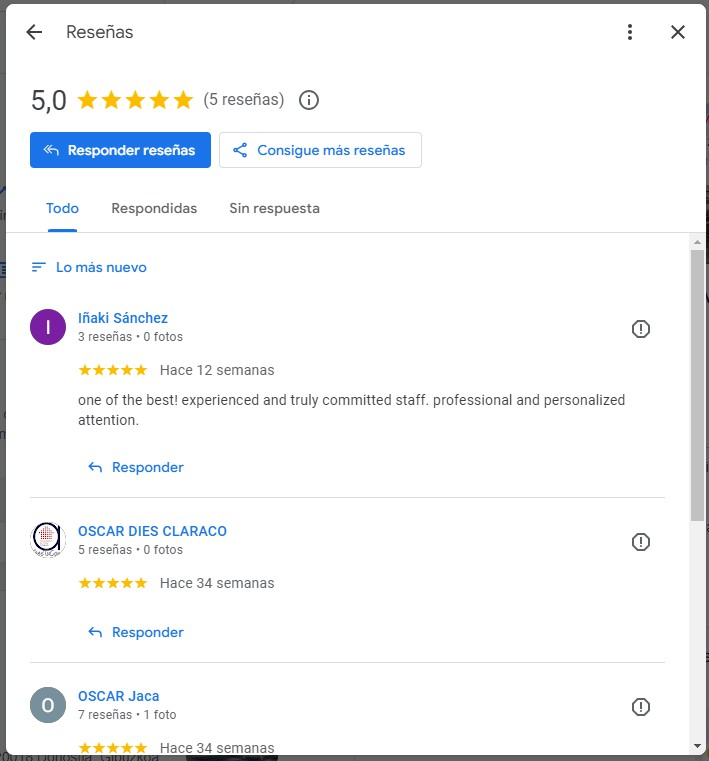 Reseñas
5,0 (5 reseñas)
Responder reseñas
Consigue más reseñas
Todo Respondidas Sin respuesta
Lo más nuevo
I
Iñaki Sánchez
3 reseñas • 0 fotos
Hace 12 semanas
one of the best! experienced and truly committed staff. professional and personalized
attention.
Responder
OSCAR DIES CLARACO
5 reseñas • 0 fotos
Hace 34 semanas
Responder
O
OSCAR Jaca
7 reseñas • 1 foto
Hace 34 semanas